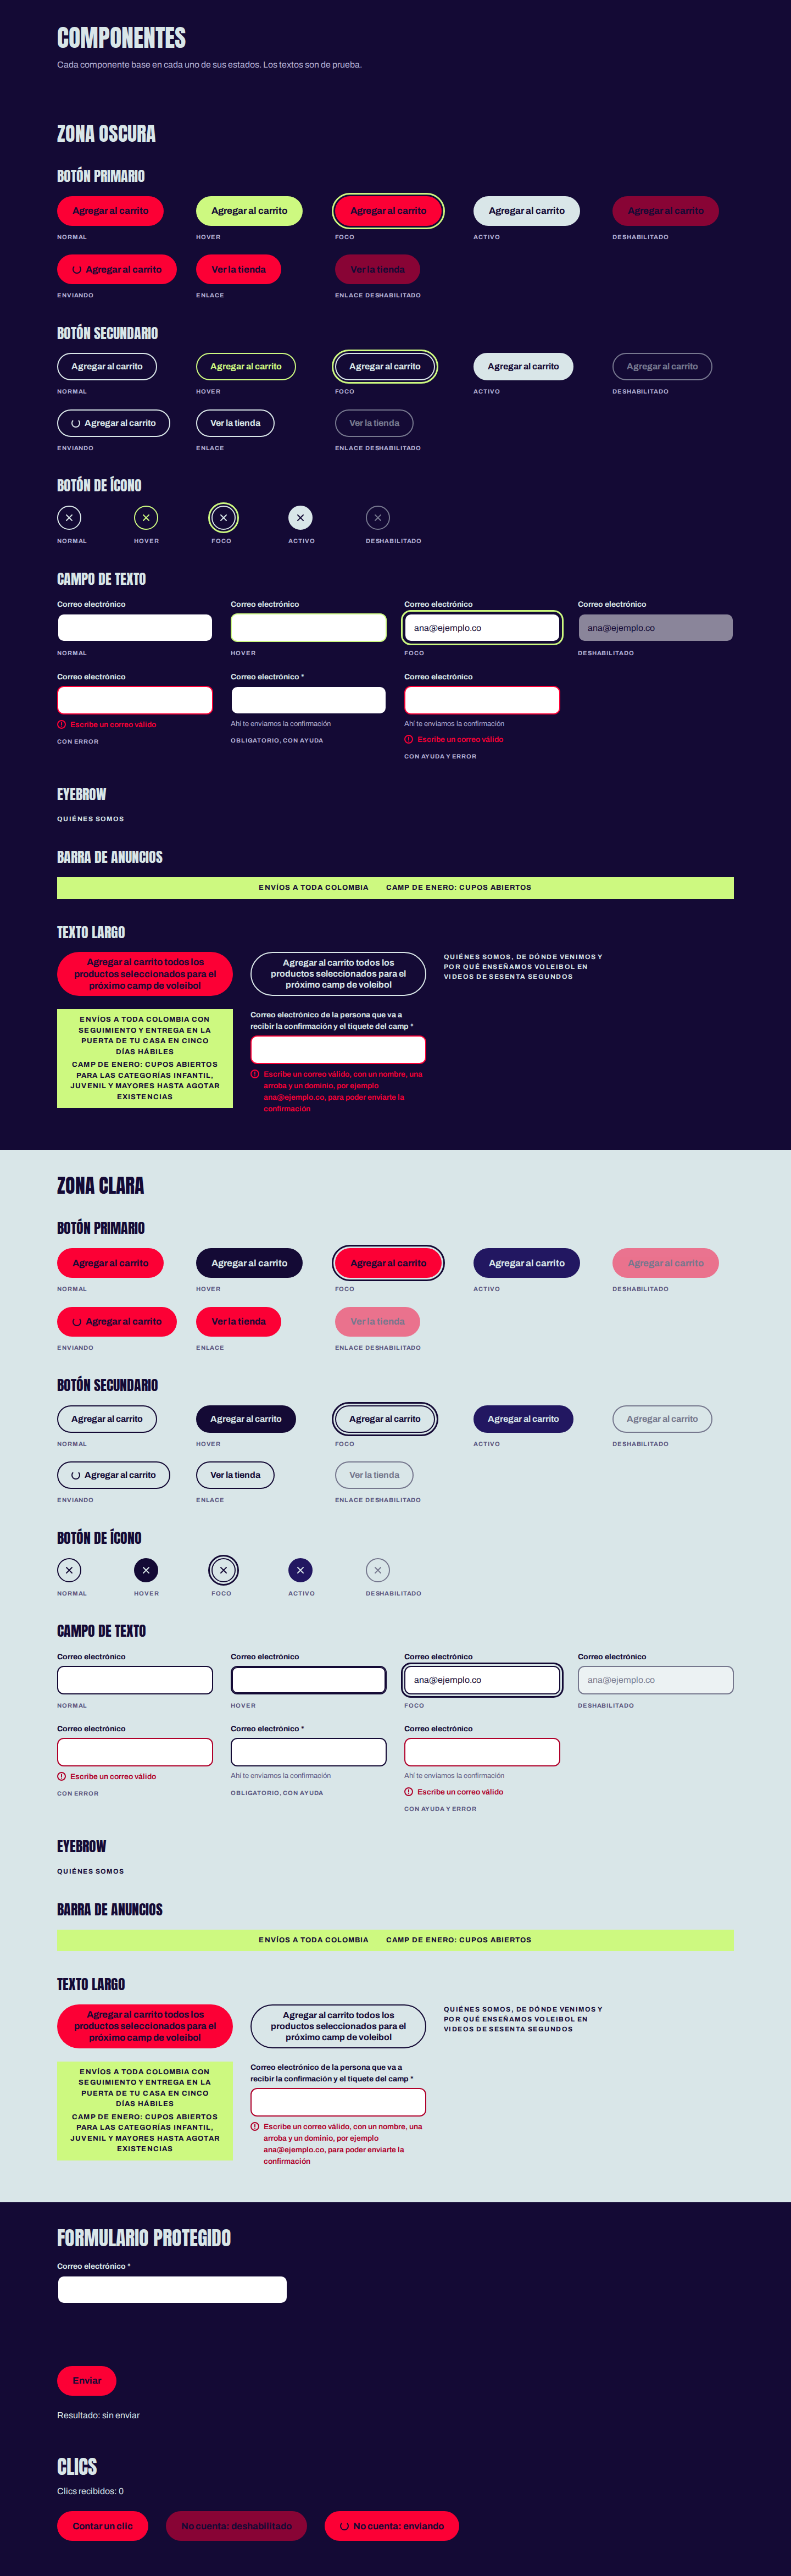 COMPONENTES
Cada componente base en cada uno de sus estados. Los textos son de prueba.
ZONA OSCURA
BOTÓN PRIMARIO
Agregar al carrito Agregar al carrito Agregar al carrito Agregar al carrito Agregar al carrito
NORMAL HOVER FOCO ACTIVO DESHABILITADO
Agregar al carrito Ver la tienda Ver la tienda
ENVIANDO ENLACE ENLACE DESHABILITADO
BOTÓN SECUNDARIO
Agregar al carrito Agregar al carrito Agregar al carrito Agregar al carrito Agregar al carrito
NORMAL HOVER FOCO ACTIVO DESHABILITADO
Agregar al carrito Ver la tienda Ver la tienda
ENVIANDO ENLACE ENLACE DESHABILITADO
BOTÓN DE ÍCONO
NORMAL HOVER FOCO ACTIVO DESHABILITADO
CAMPO DE TEXTO
Correo electrónico Correo electrónico Correo electrónico Correo electrónico
ana@ejemplo.co ana@ejemplo.co
NORMAL HOVER FOCO DESHABILITADO
Correo electrónico Correo electrónico * Correo electrónico
Escribe un correo válido Ahí te enviamos la confirmación Ahí te enviamos la confirmación
CON ERROR OBLIGATORIO, CON AYUDA Escribe un correo válido
CON AYUDA Y ERROR
EYEBROW
QUIÉNES SOMOS
BARRA DE ANUNCIOS
ENVÍOS A TODA COLOMBIA CAMP DE ENERO: CUPOS ABIERTOS
TEXTO LARGO
Agregar al carrito todos los
productos seleccionados para el
próximo camp de voleibol
Agregar al carrito todos los
productos seleccionados para el
próximo camp de voleibol
QUIÉNES SOMOS, DE DÓNDE VENIMOS Y
POR QUÉ ENSEÑAMOS VOLEIBOL EN
VIDEOS DE SESENTA SEGUNDOS
ENVÍOS A TODA COLOMBIA CON
SEGUIMIENTO Y ENTREGA EN LA
PUERTA DE TU CASA EN CINCO
DÍAS HÁBILES
CAMP DE ENERO: CUPOS ABIERTOS
PARA LAS CATEGORÍAS INFANTIL,
JUVENIL Y MAYORES HASTA AGOTAR
EXISTENCIAS
Correo electrónico de la persona que va a
recibir la confirmación y el tiquete del camp *
Escribe un correo válido, con un nombre, una
arroba y un dominio, por ejemplo
ana@ejemplo.co, para poder enviarte la
confirmación
ZONA CLARA
BOTÓN PRIMARIO
Agregar al carrito Agregar al carrito Agregar al carrito Agregar al carrito Agregar al carrito
NORMAL HOVER FOCO ACTIVO DESHABILITADO
Agregar al carrito Ver la tienda Ver la tienda
ENVIANDO ENLACE ENLACE DESHABILITADO
BOTÓN SECUNDARIO
Agregar al carrito Agregar al carrito Agregar al carrito Agregar al carrito Agregar al carrito
NORMAL HOVER FOCO ACTIVO DESHABILITADO
Agregar al carrito Ver la tienda Ver la tienda
ENVIANDO ENLACE ENLACE DESHABILITADO
BOTÓN DE ÍCONO
NORMAL HOVER FOCO ACTIVO DESHABILITADO
CAMPO DE TEXTO
Correo electrónico Correo electrónico Correo electrónico Correo electrónico
ana@ejemplo.co ana@ejemplo.co
NORMAL HOVER FOCO DESHABILITADO
Correo electrónico Correo electrónico * Correo electrónico
Escribe un correo válido Ahí te enviamos la confirmación Ahí te enviamos la confirmación
CON ERROR OBLIGATORIO, CON AYUDA Escribe un correo válido
CON AYUDA Y ERROR
EYEBROW
QUIÉNES SOMOS
BARRA DE ANUNCIOS
ENVÍOS A TODA COLOMBIA CAMP DE ENERO: CUPOS ABIERTOS
TEXTO LARGO
Agregar al carrito todos los
productos seleccionados para el
próximo camp de voleibol
Agregar al carrito todos los
productos seleccionados para el
próximo camp de voleibol
QUIÉNES SOMOS, DE DÓNDE VENIMOS Y
POR QUÉ ENSEÑAMOS VOLEIBOL EN
VIDEOS DE SESENTA SEGUNDOS
ENVÍOS A TODA COLOMBIA CON
SEGUIMIENTO Y ENTREGA EN LA
PUERTA DE TU CASA EN CINCO
DÍAS HÁBILES
CAMP DE ENERO: CUPOS ABIERTOS
PARA LAS CATEGORÍAS INFANTIL,
JUVENIL Y MAYORES HASTA AGOTAR
EXISTENCIAS
Correo electrónico de la persona que va a
recibir la confirmación y el tiquete del camp *
Escribe un correo válido, con un nombre, una
arroba y un dominio, por ejemplo
ana@ejemplo.co, para poder enviarte la
confirmación
FORMULARIO PROTEGIDO
Correo electrónico *
Enviar
Resultado: sin enviar
CLICS
Clics recibidos: 0
Contar un clic No cuenta: deshabilitado No cuenta: enviando